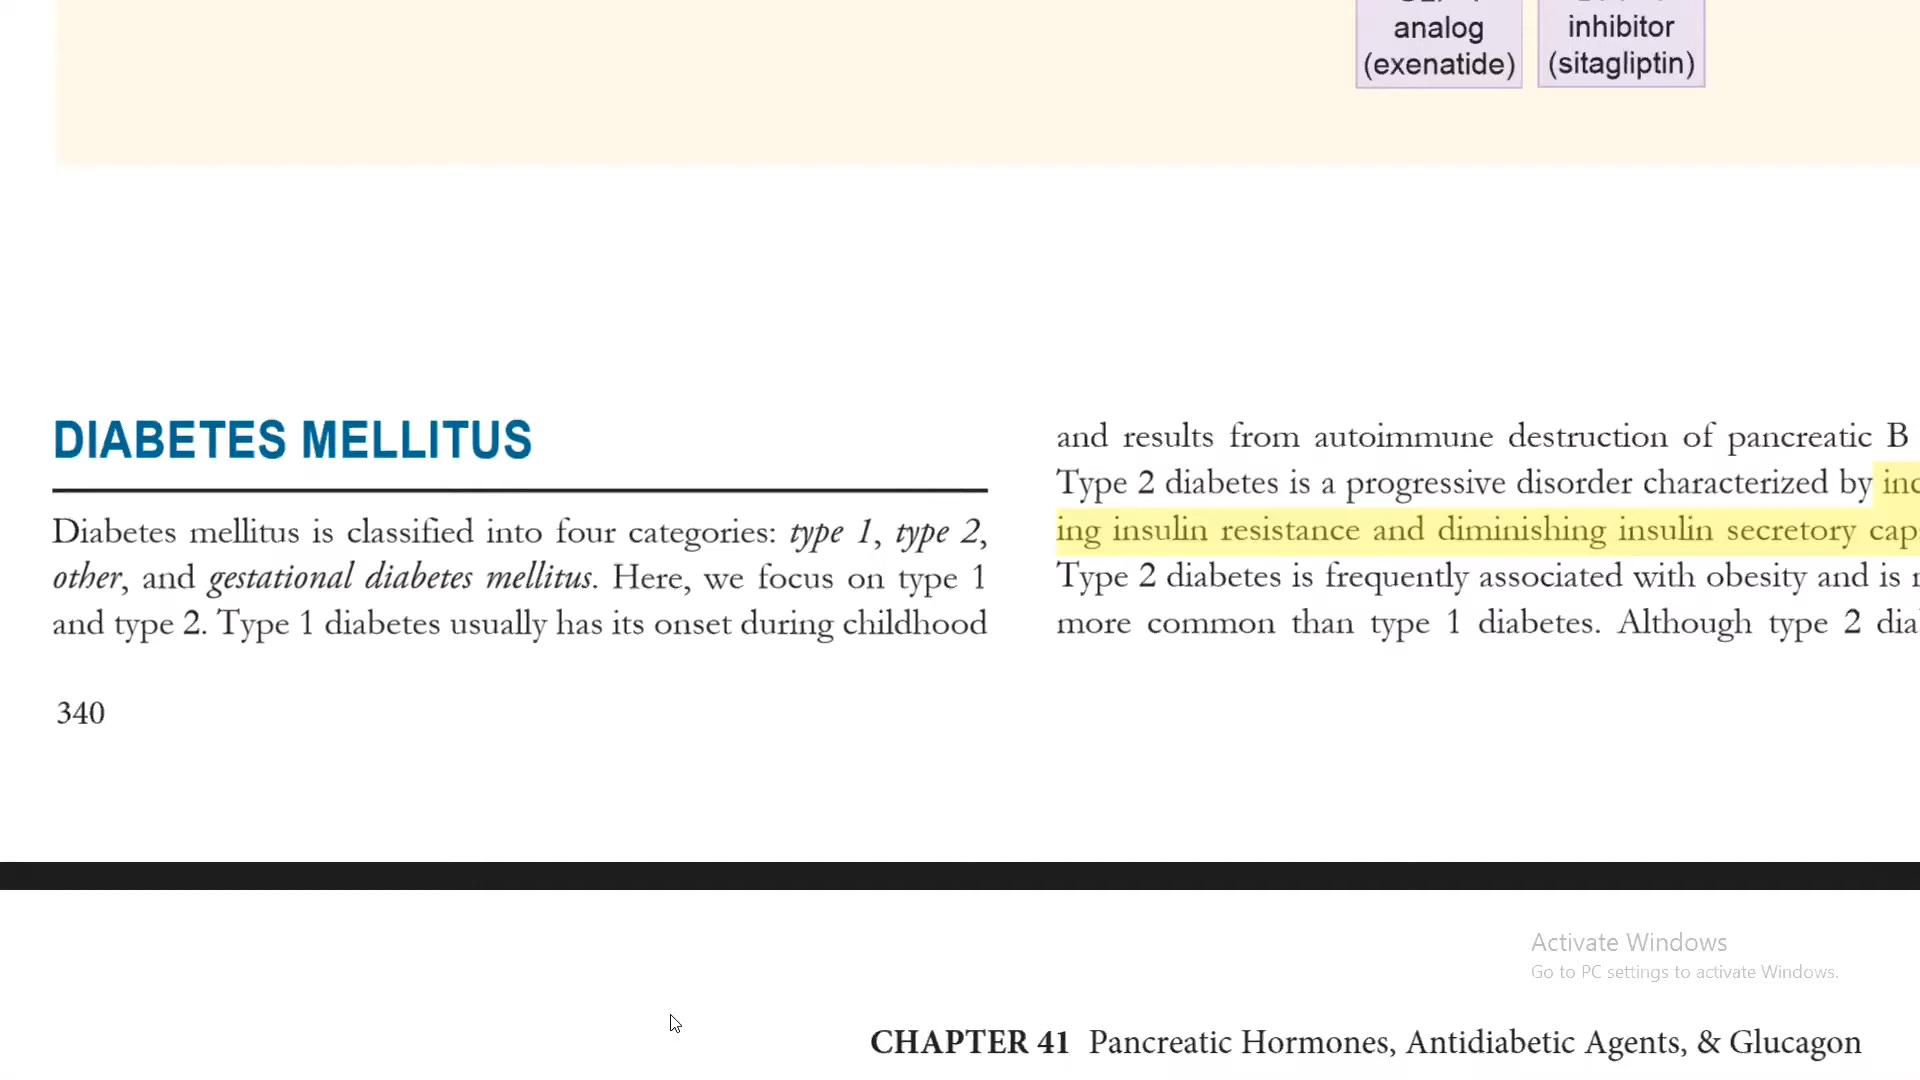 analog
(exenatide)
inhibitor
(sitagliptin)
DIABETES MELLITUS
Diabetes mellitus is classified into four categories: type 1, type 2,
other, and gestational diabetes mellitus. Here, we focus on type 1
and type 2. Type 1 diabetes usually has its onset during childhood
340
and results from autoimmune destruction of pancreatic B
Type 2 diabetes is a progressive disorder characterized by
ing insulin resistance and diminishing insulin secretory
Type 2 diabetes is frequently associated with obesity and is
more common than type 1 diabetes. Although type 2
Activate Windows
Go to PC settings to activate Windows.
CHAPTER 41 Pancreatic Hormones, Antidiabetic Agents, & Glucagon